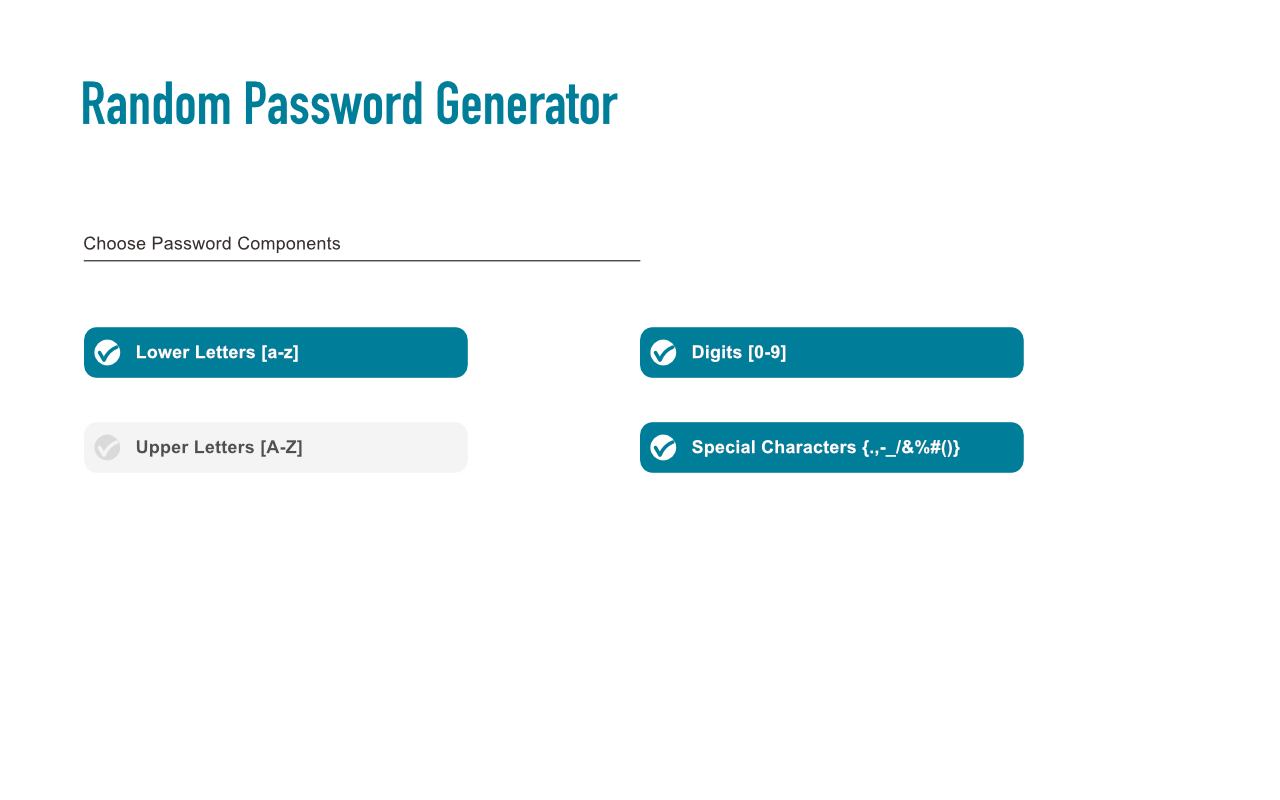 Random Password Generator
Choose Password Components
Lower Letters [a-z]
Digits [0-9]
Upper Letters [A-Z]
Special Characters {.,-_/&%#()}